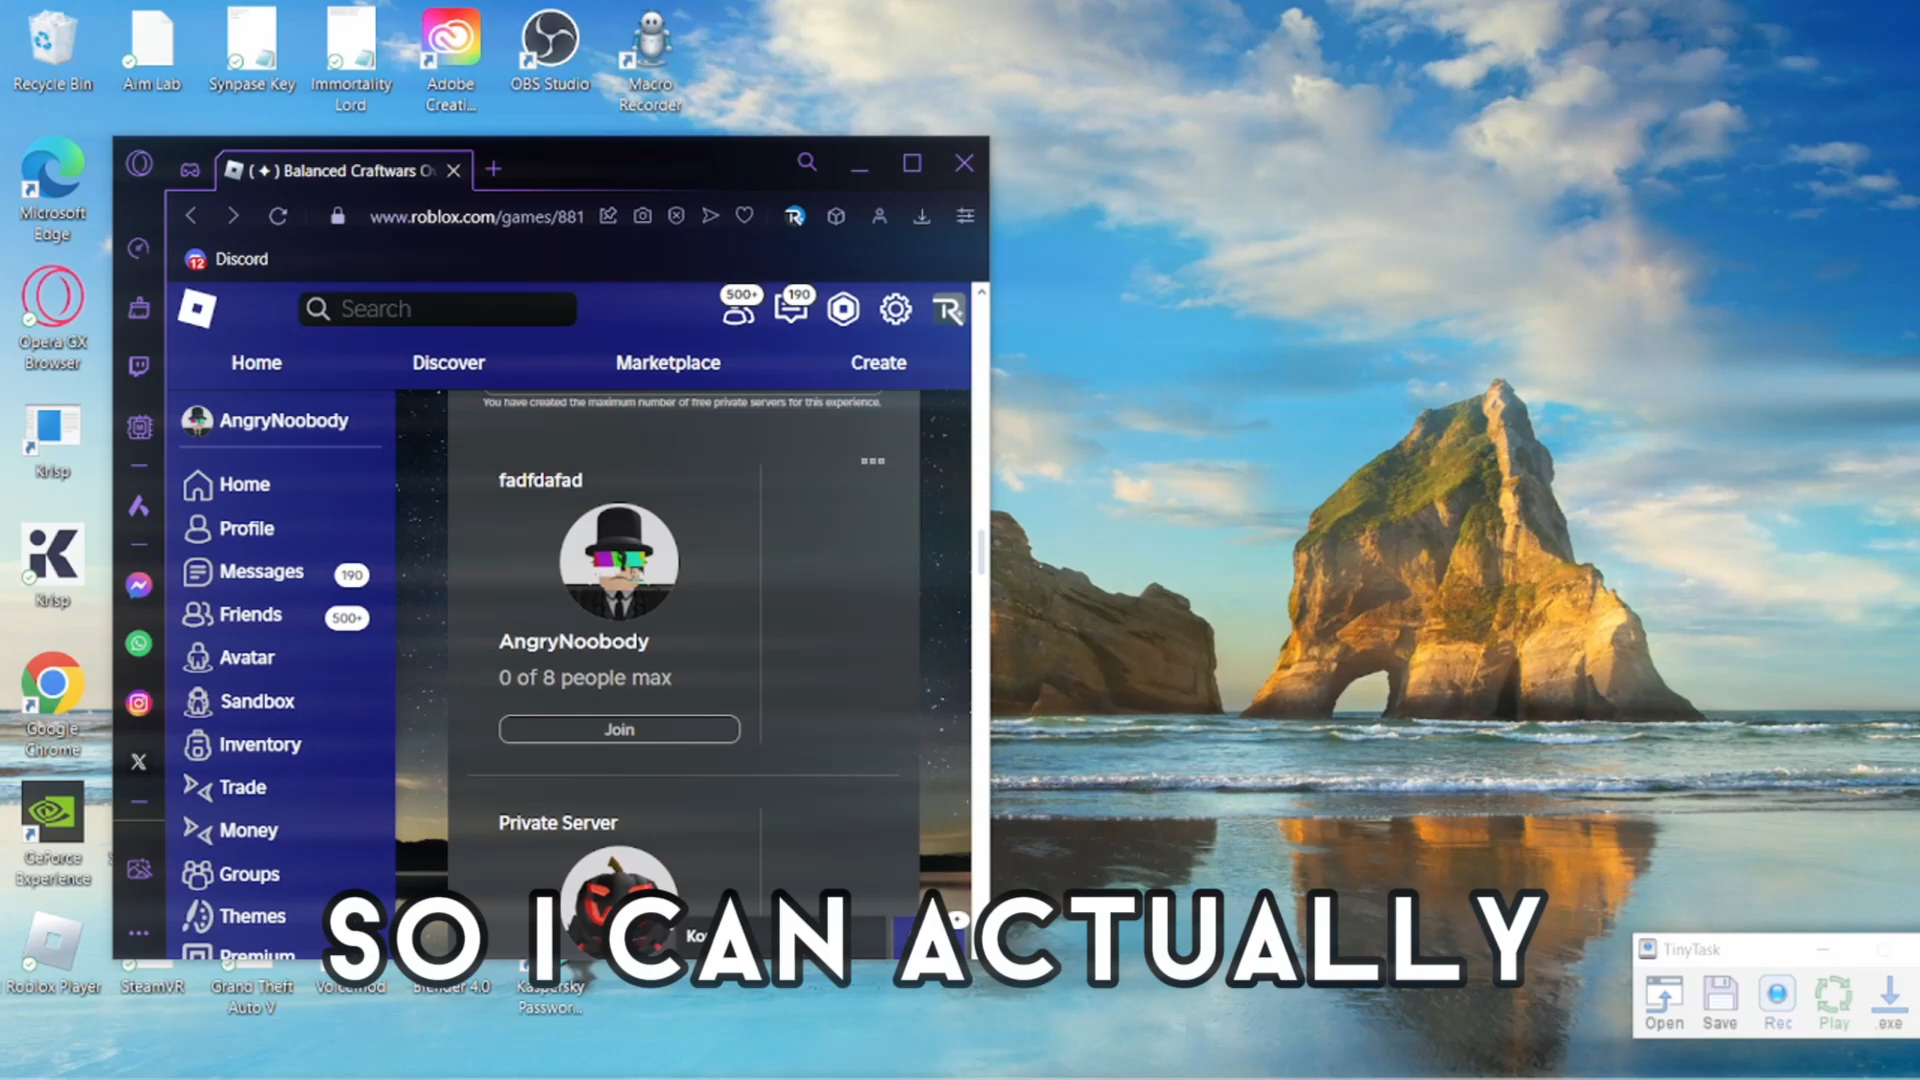 Recycle Bin
Aim Lab
Synpase Key
Immortality
Lord
Adobe
Creati...
OBS Studio
Macro
Recorder
Microsoft
Edge
Opera GX
Browser
Krisp
Krisp
Google
Chrome
GeForce
Experience
Roblox Player
SteamVR
Grand Theft
Auto V
Voicemod
Blender 4.0
Kaspersky
Passwor...
( ✦ ) Balanced Craftwars Ov
www.roblox.com/games/881
12
Discord
Search
500+
190
Home
Discover
Marketplace
Create
AngryNoobody
Home
Profile
Messages
190
Friends
500+
Avatar
Sandbox
Inventory
Trade
Money
Groups
Themes
Premium
You have created the maximum number of free private servers for this experience.
fadfdafad
AngryNoobody
0 of 8 people max
Join
Private Server
Ko
SO I CAN ACTUALLY
TinyTask
Open
Save
Rec
Play
.exe